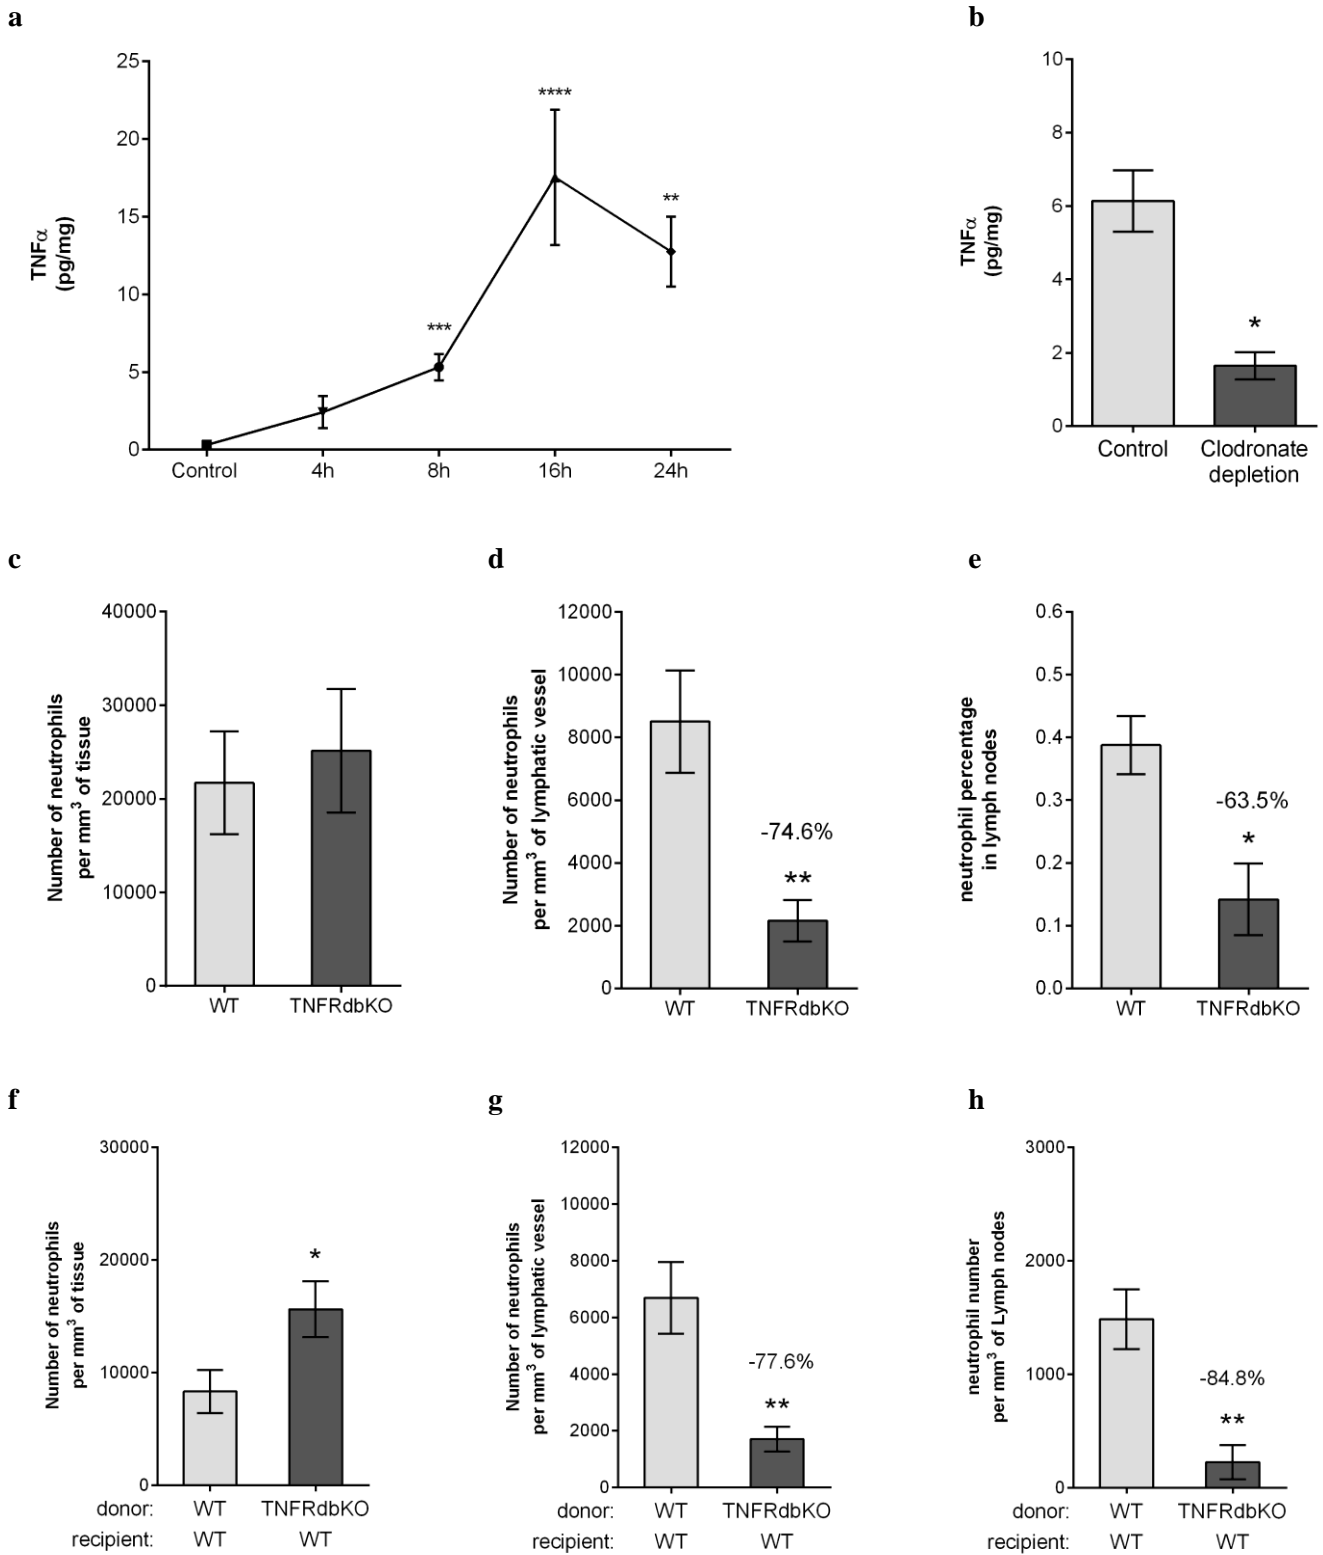 a
TNFα
(pg/mg)
25
20
15
10
5
0
****
***
**
Control 4h 8h 16h 24h
b
TNFα
(pg/mg)
10
8
6
4
2
0
*
Control Clodronate
depletion
c
Number of neutrophils
per mm³ of tissue
40000
30000
20000
10000
0
WT TNFRdbKO
d
Number of neutrophils
per mm³ of lymphatic vessel
12000
10000
8000
6000
4000
2000
0
-74.6%
**
WT TNFRdbKO
e
neutrophil percentage
in lymph nodes
0.6
0.5
0.4
0.3
0.2
0.1
0.0
-63.5%
*
WT TNFRdbKO
f
Number of neutrophils
per mm³ of tissue
30000
20000
10000
0
*
donor: WT TNFRdbKO
recipient: WT WT
g
Number of neutrophils
per mm³ of lymphatic vessel
12000
10000
8000
6000
4000
2000
0
-77.6%
**
donor: WT TNFRdbKO
recipient: WT WT
h
neutrophil number
per mm³ of Lymph nodes
3000
2000
1000
0
-84.8%
**
donor: WT TNFRdbKO
recipient: WT WT